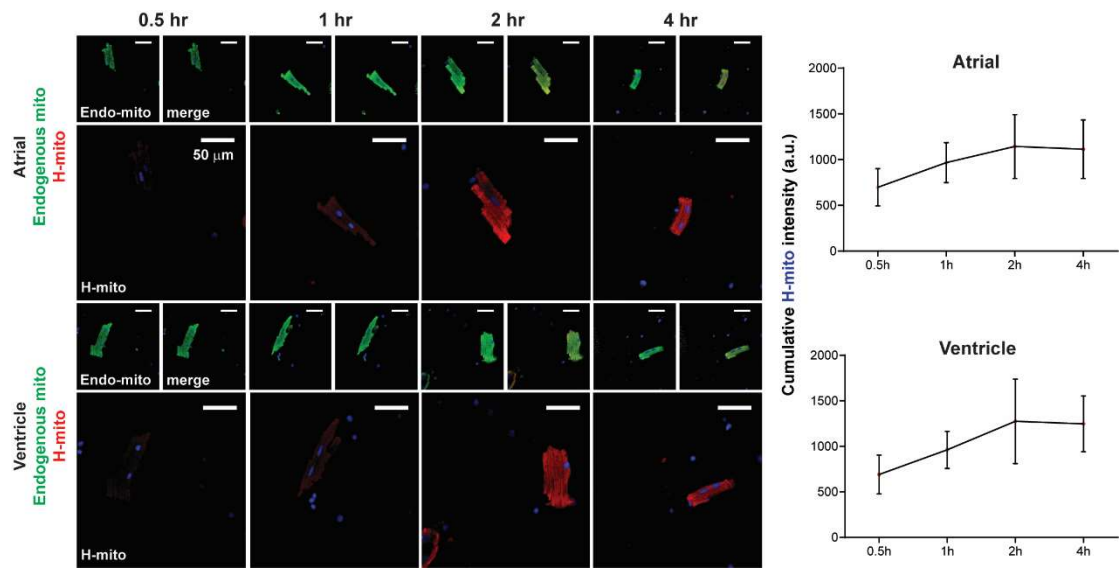 0.5 hr
1 hr
2 hr
4 hr
Atrial
Endogenous mito
H-mito
Endo-mito
merge
50 μm
H-mito
Ventricle
Endogenous mito
H-mito
Endo-mito
merge
H-mito
Cumulative H-mito intensity (a.u.)
Atrial
2000
1500
1000
500
0
0.5h 1h 2h 4h
Ventricle
2000
1500
1000
500
0
0.5h 1h 2h 4h